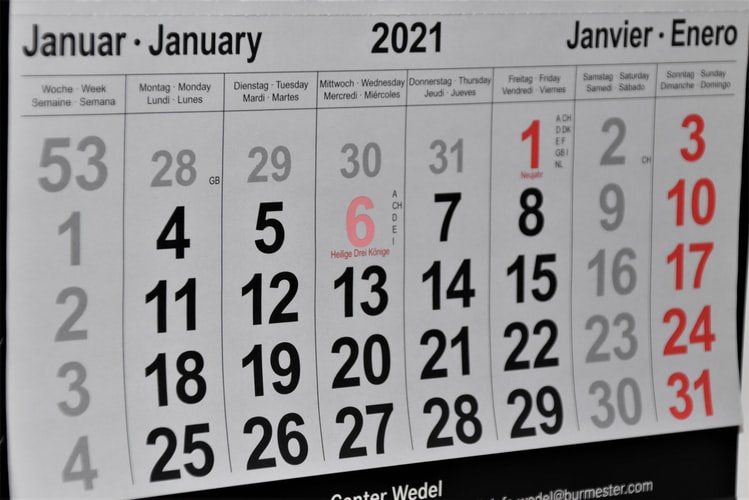 Januar · January 2021 Janvier · Enero
Woche · Week Montag · Monday Dienstag · Tuesday Mittwoch · Wednesday Donnerstag · Thursday Freitag · Friday Samstag · Saturday Sonntag · Sunday
Semaine · Semana Lundi · Lunes Mardi · Martes Mercredi · Miércoles Jeudi · Jueves Vendredi · Viernes Samedi · Sábado Dimanche · Domingo
53 28 GB 29 30 31 1 A CH D DK E F GB I NL 2 CH 3
Neujahr
1 4 5 6 A CH D E I 7 8 9 10
Heilige Drei Könige
2 11 12 13 14 15 16 17
3 18 19 20 21 22 23 24
4 25 26 27 28 29 30 31
Center Wedel wedel@burmester.com